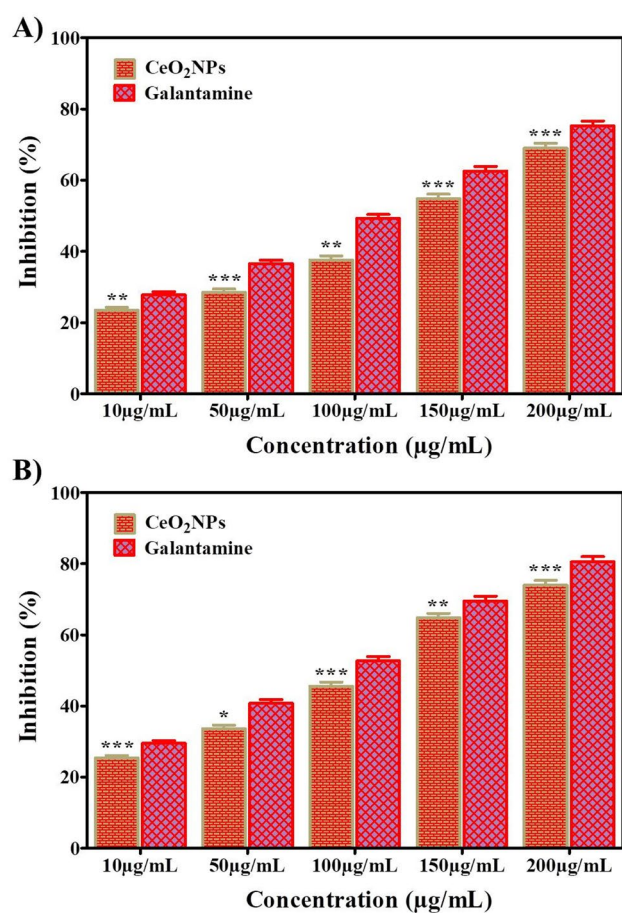 A)
100
80
60
40
20
0
Inhibition (%)
CeO₂NPs
Galantamine
**
***
**
***
***
10µg/mL 50µg/mL 100µg/mL 150µg/mL 200µg/mL
Concentration (µg/mL)
B)
100
80
60
40
20
0
Inhibition (%)
CeO₂NPs
Galantamine
***
*
***
**
***
10µg/mL 50µg/mL 100µg/mL 150µg/mL 200µg/mL
Concentration (µg/mL)